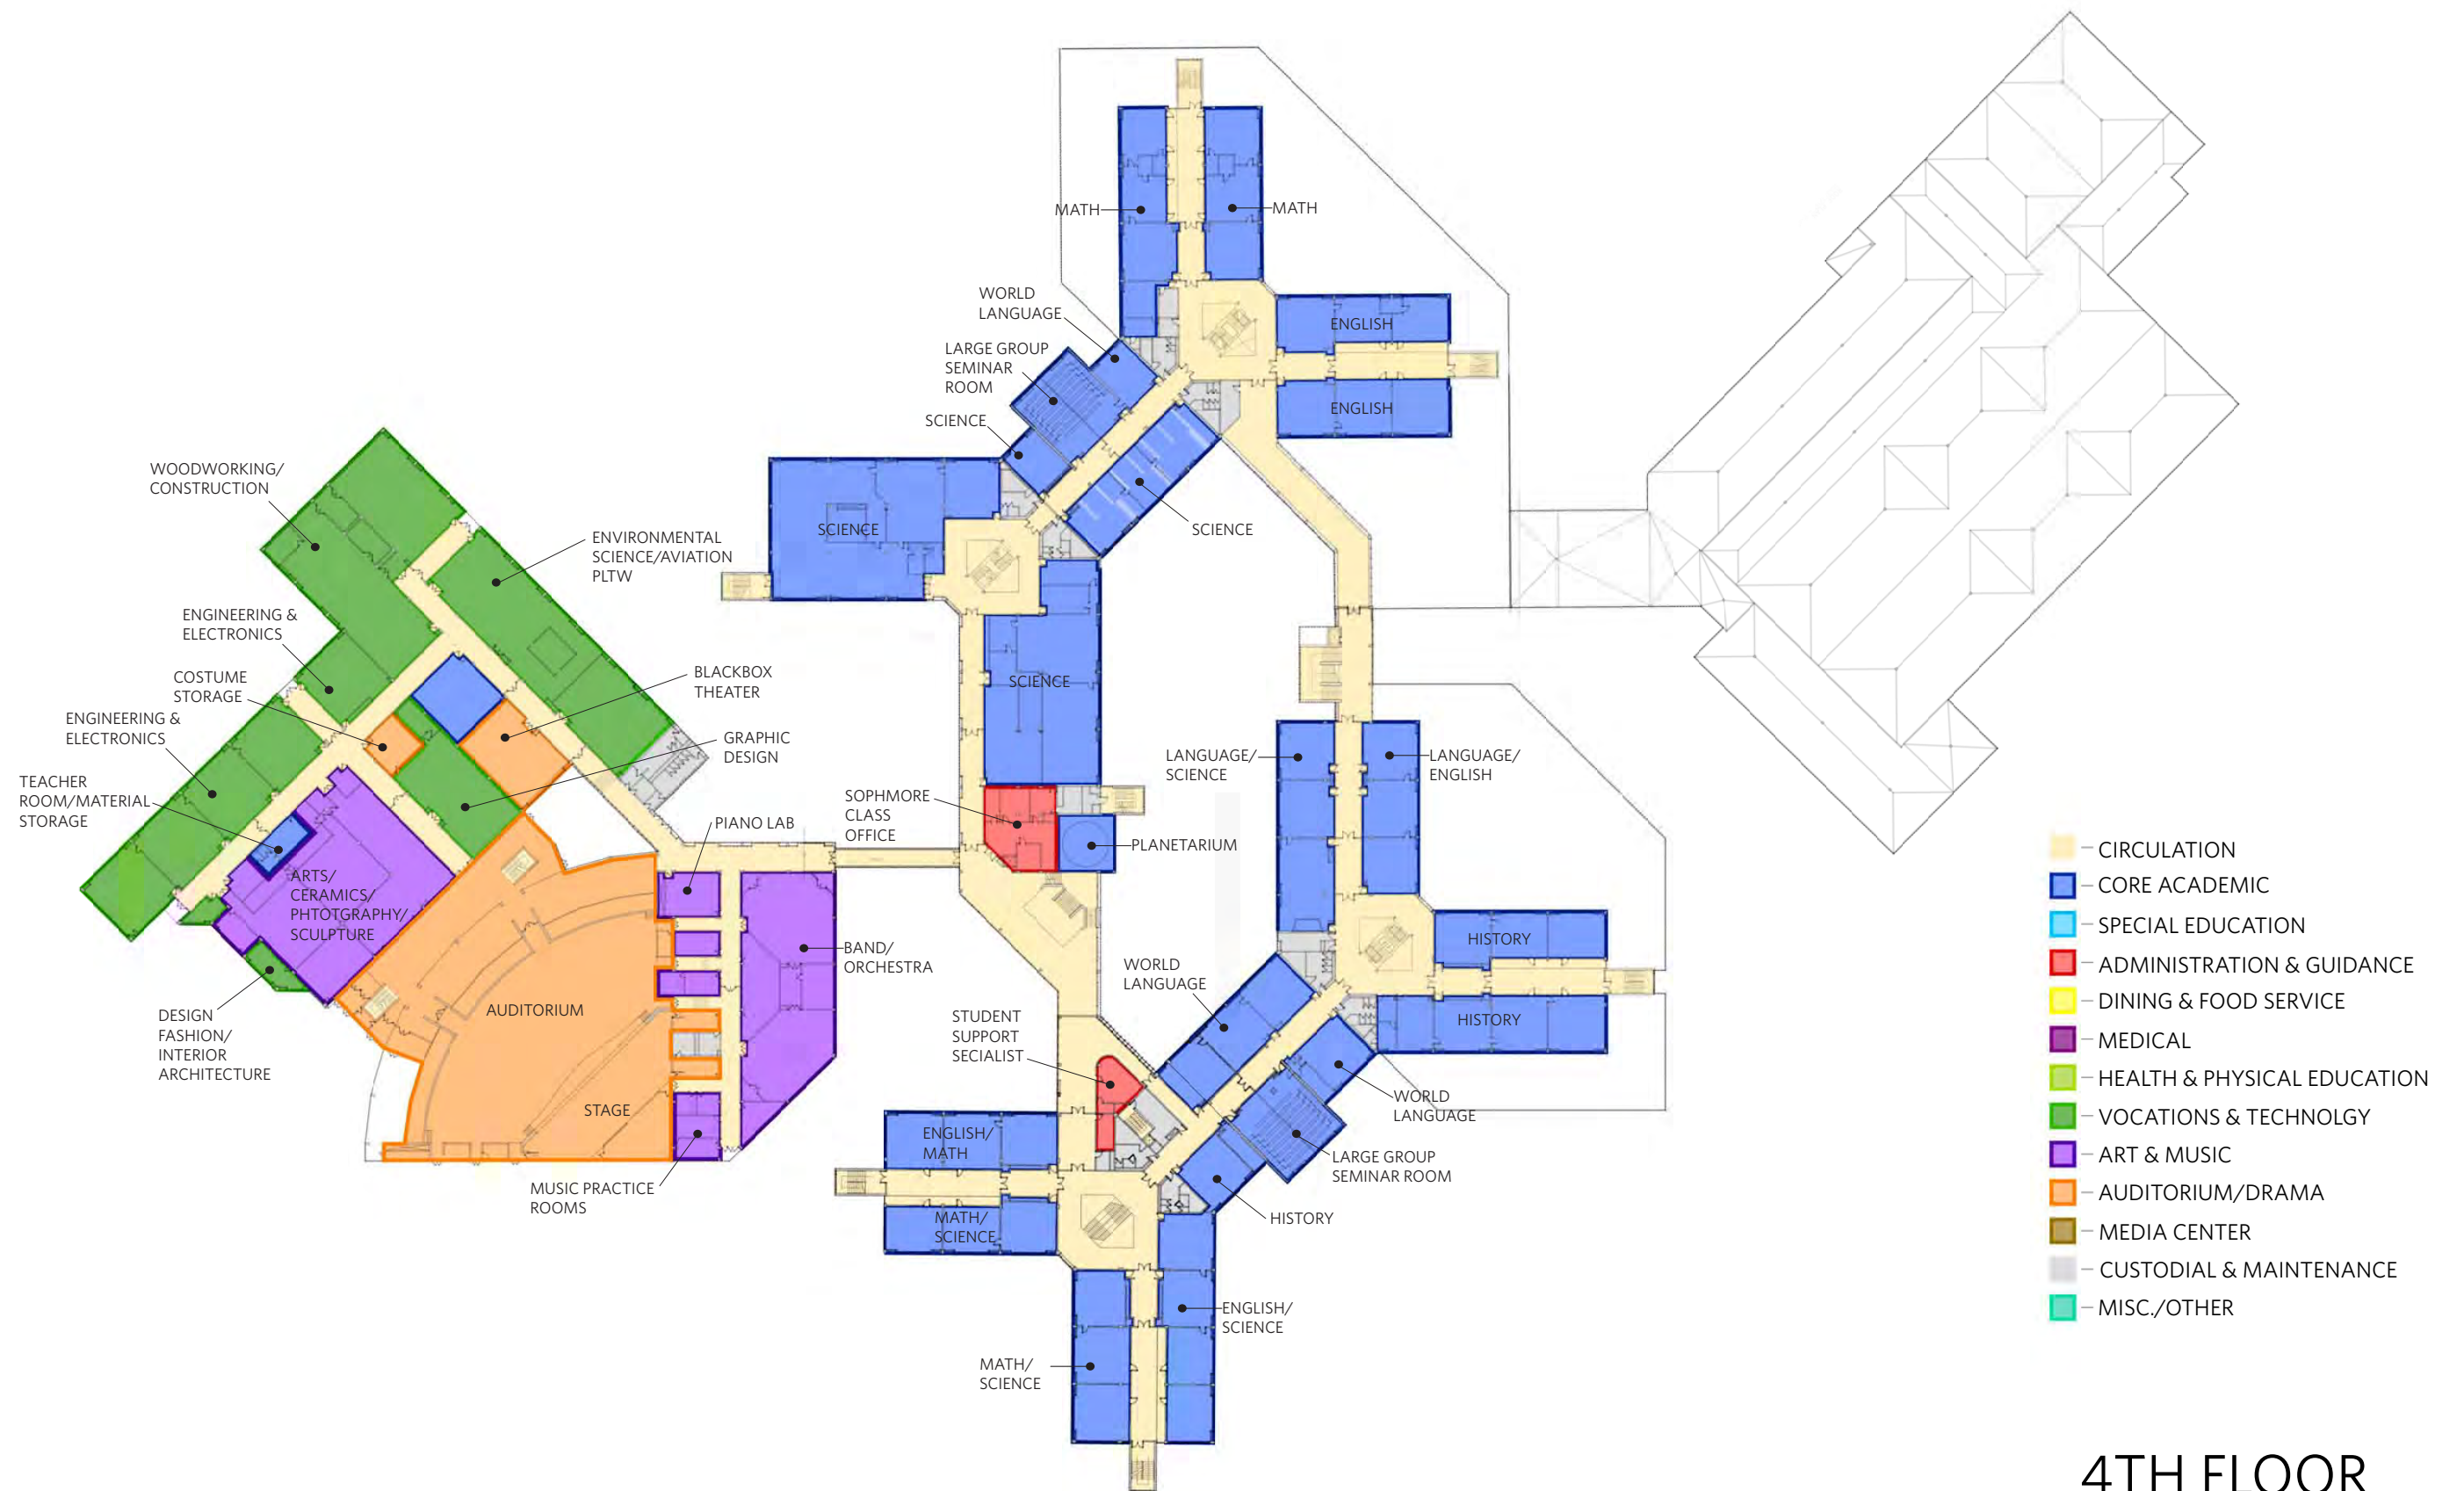 MATH
MATH
WORLD
LANGUAGE
ENGLISH
LARGE GROUP
SEMINAR
ROOM
ENGLISH
SCIENCE
WOODWORKING/
CONSTRUCTION
SCIENCE
SCIENCE
ENVIRONMENTAL
SCIENCE/AVIATION
PLTW
ENGINEERING &
ELECTRONICS
COSTUME
STORAGE
BLACKBOX
THEATER
SCIENCE
ENGINEERING &
ELECTRONICS
GRAPHIC
DESIGN
LANGUAGE/
SCIENCE
LANGUAGE/
ENGLISH
TEACHER
ROOM/MATERIAL
STORAGE
SOPHMORE
CLASS
OFFICE
PIANO LAB
PLANETARIUM
ARTS/
CERAMICS/
PHTOTGRAPHY/
SCULPTURE
BAND/
ORCHESTRA
HISTORY
WORLD
LANGUAGE
AUDITORIUM
DESIGN
FASHION/
INTERIOR
ARCHITECTURE
STUDENT
SUPPORT
SECIALIST
HISTORY
STAGE
WORLD
LANGUAGE
ENGLISH/
MATH
LARGE GROUP
SEMINAR ROOM
MUSIC PRACTICE
ROOMS
MATH/
SCIENCE
HISTORY
ENGLISH/
SCIENCE
MATH/
SCIENCE
CIRCULATION
CORE ACADEMIC
SPECIAL EDUCATION
ADMINISTRATION & GUIDANCE
DINING & FOOD SERVICE
MEDICAL
HEALTH & PHYSICAL EDUCATION
VOCATIONS & TECHNOLGY
ART & MUSIC
AUDITORIUM/DRAMA
MEDIA CENTER
CUSTODIAL & MAINTENANCE
MISC./OTHER
4TH FLOOR